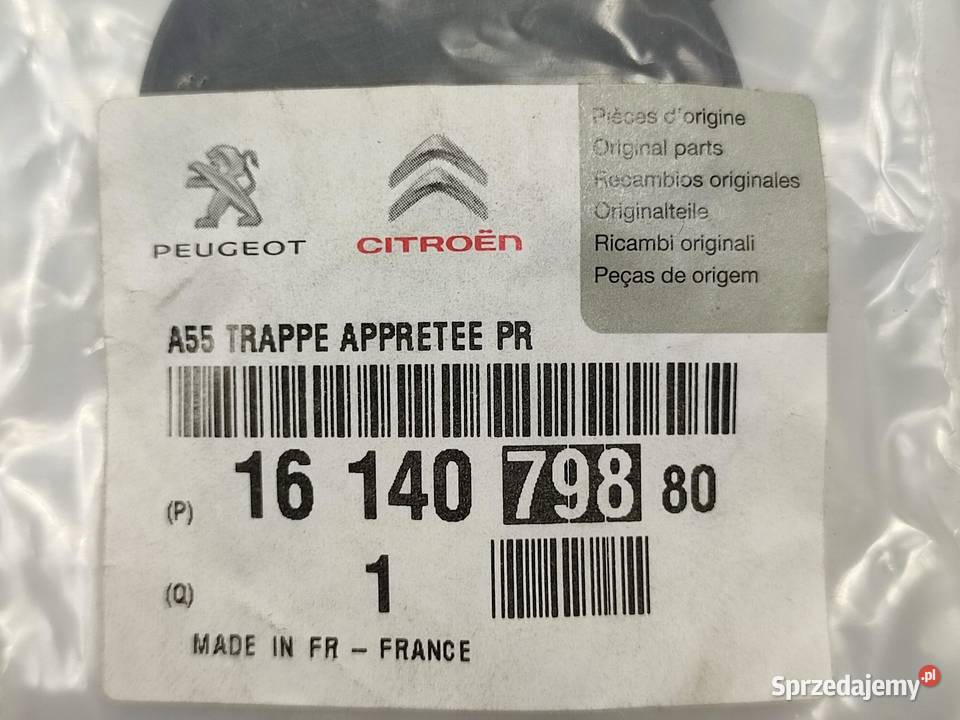 Pièces d'origine
Original parts
Recambios originales
Originalteile
Ricambi originali
Peças de origem
PEUGEOT
CITROËN
A55 TRAPPE APPRETEE PR
(P) 16 140 798 80
(Q) 1
MADE IN FR - FRANCE
Sprzedajemy.pl